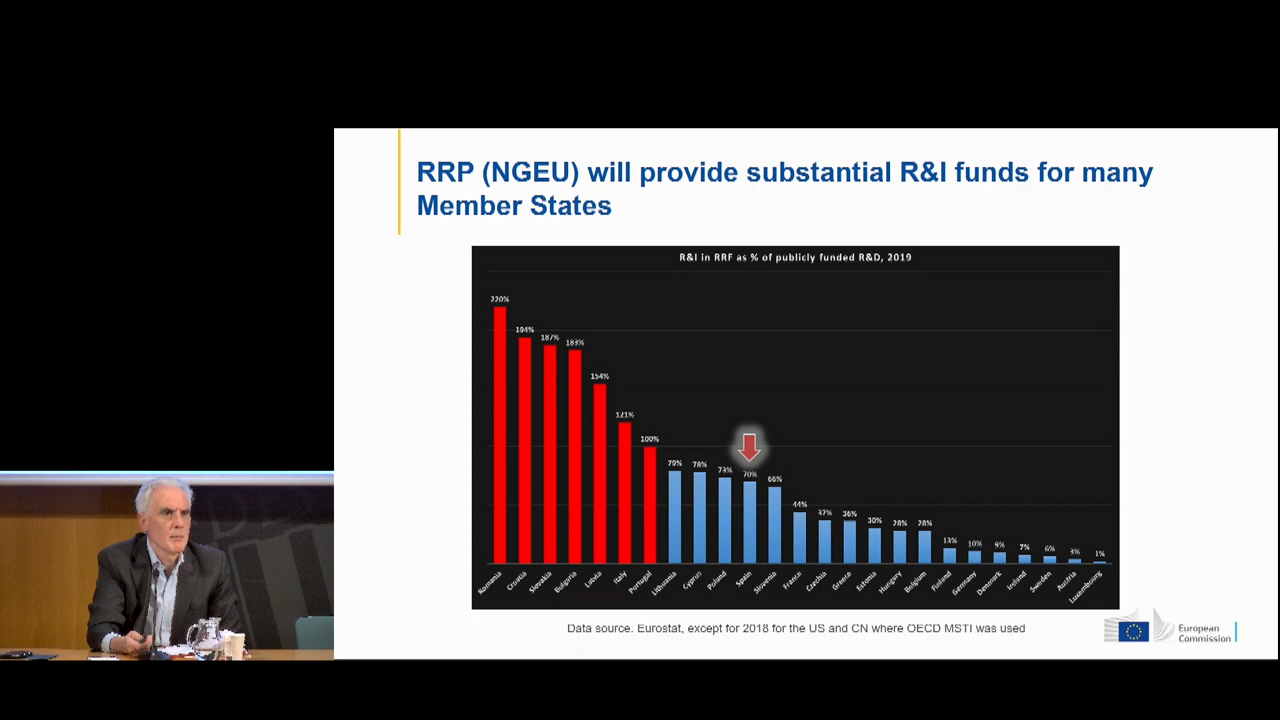 RRP (NGEU) will provide substantial R&I funds for many
Member States
R&I in RRF as % of publicly funded R&D, 2019
220%
194%
187%
183%
154%
121%
100%
79%
78%
73%
70%
66%
44%
37%
36%
30%
28%
28%
13%
10%
9%
7%
6%
3%
1%
Romania
Croatia
Slovakia
Bulgaria
Latvia
Italy
Portugal
Lithuania
Cyprus
Poland
Spain
Slovenia
France
Czechia
Greece
Estonia
Hungary
Belgium
Finland
Germany
Denmark
Ireland
Sweden
Austria
Luxembourg
Data source. Eurostat, except for 2018 for the US and CN where OECD MSTI was used
European
Commission